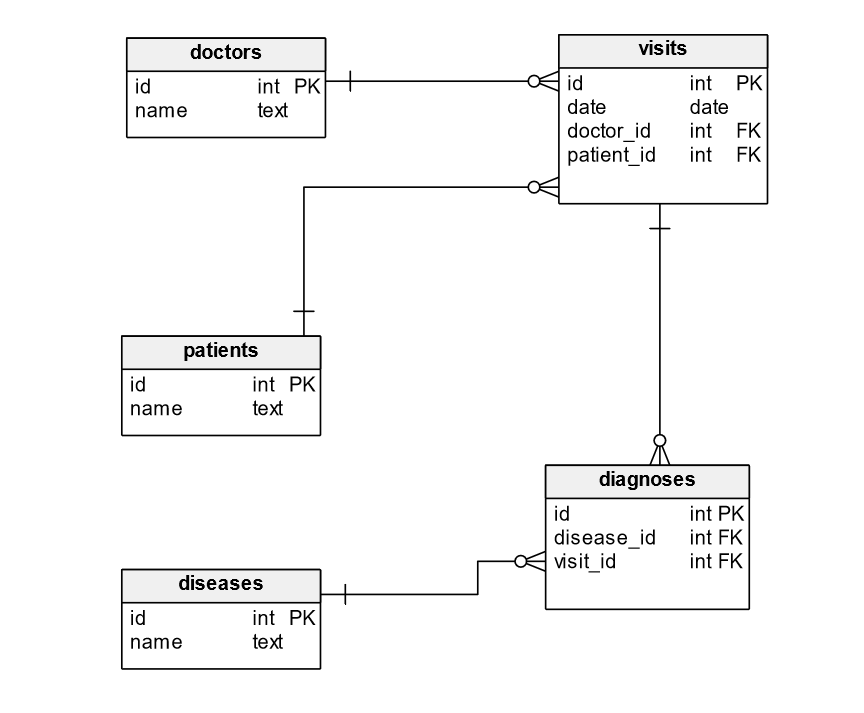 doctors
id int PK
name text
visits
id int PK
date date
doctor_id int FK
patient_id int FK
patients
id int PK
name text
diagnoses
id int PK
disease_id int FK
visit_id int FK
diseases
id int PK
name text